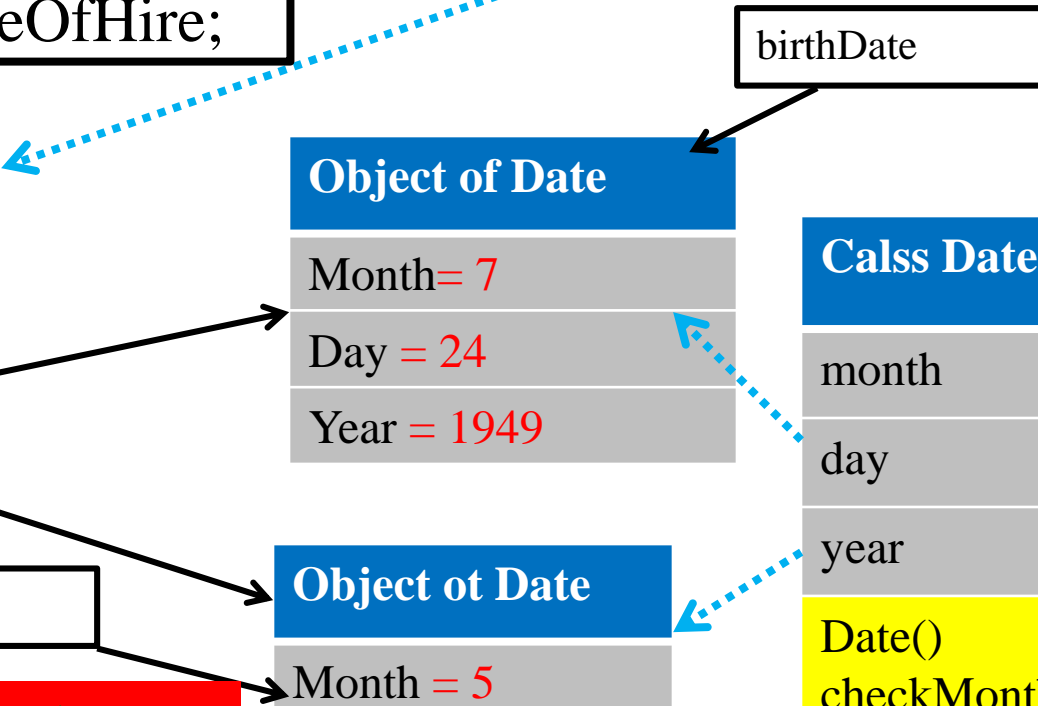 eOfHire;
birthDate
Object of Date
Month= 7
Day = 24
Year = 1949
Calss Date
month
day
year
Date()
checkMont
Object ot Date
Month = 5